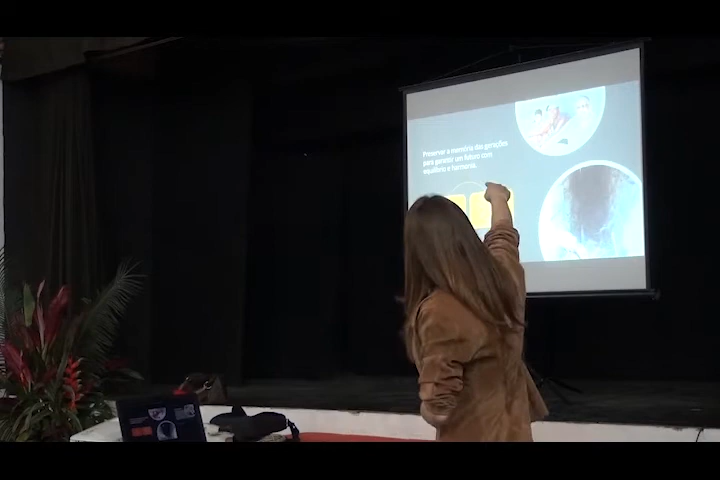 Preservar a memória das gerações
para garantir um futuro com
equilíbrio e harmonia.